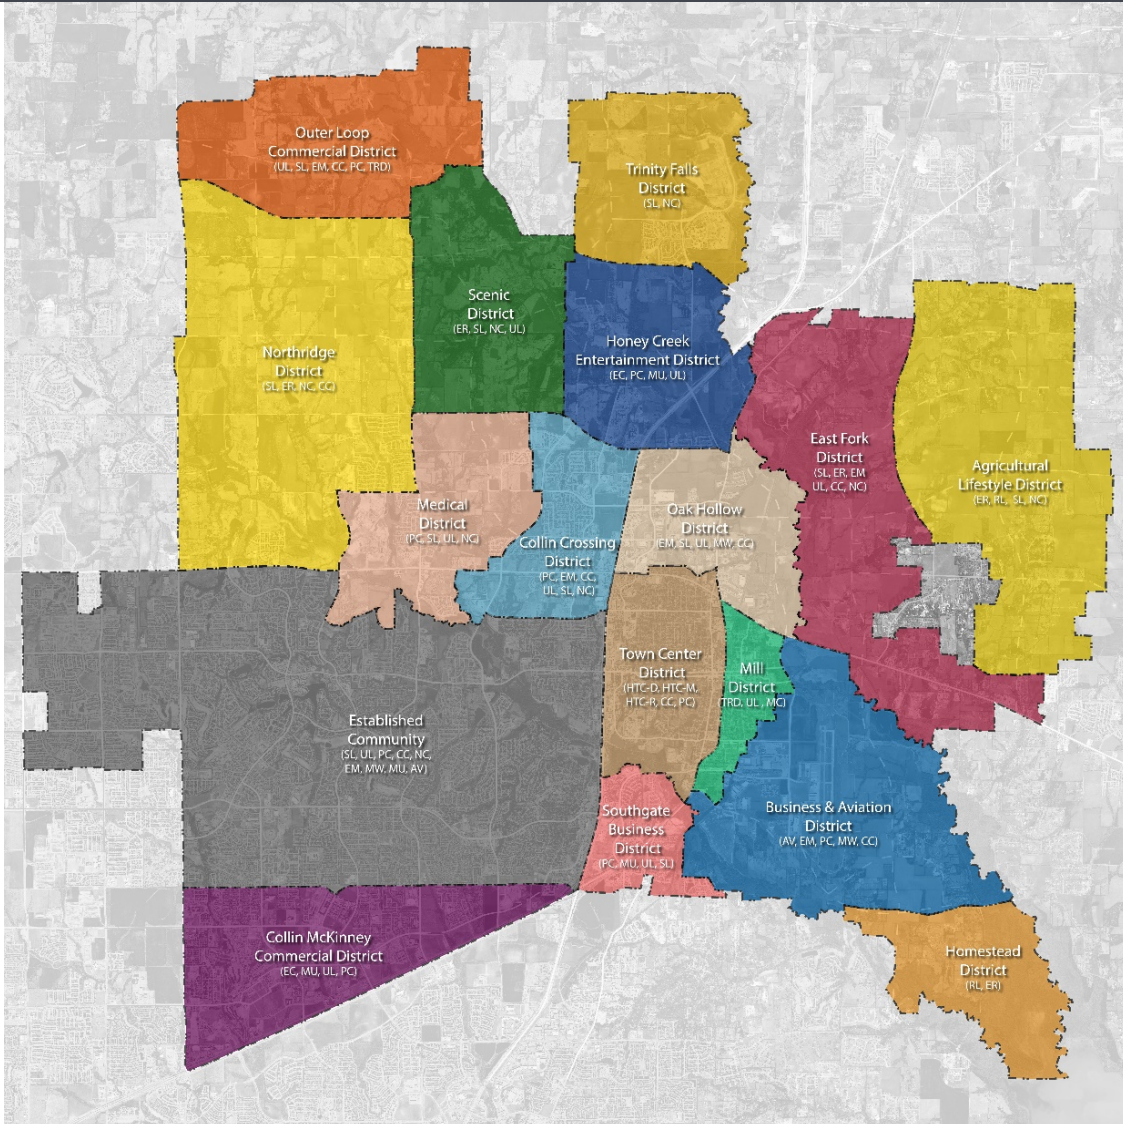 Outer Loop
Commercial District
(UL, SL, EM, CC, PC, TRD)
Trinity Falls
District
(SL, NC)
Scenic
District
(ER, SL, NC, UL)
Honey Creek
Entertainment District
(EC, PC, MU, UL)
Northridge
District
(SL, ER, NC, CC)
East Fork
District
(SL, ER, EM
UL, CC, NC)
Agricultural
Lifestyle District
(ER, RL, SL, NC)
Medical
District
(PC, SL, UL, NC)
Oak Hollow
District
(EM, SL, UL, MW, CC)
Collin Crossing
District
(PC, EM, CC,
UL, SL, NC)
Town Center
District
(HTC-D, HTC-M,
HTC-R, CC, PC)
Mill
District
(TRD, UL , MC)
Established
Community
(SL, UL, PC, CC, NC,
EM, MW, MU, AV)
Southgate
Business
District
(PC, MU, UL, SL)
Business & Aviation
District
(AV, EM, PC, MW, CC)
Collin McKinney
Commercial District
(EC, MU, UL, PC)
Homestead
District
(RL, ER)